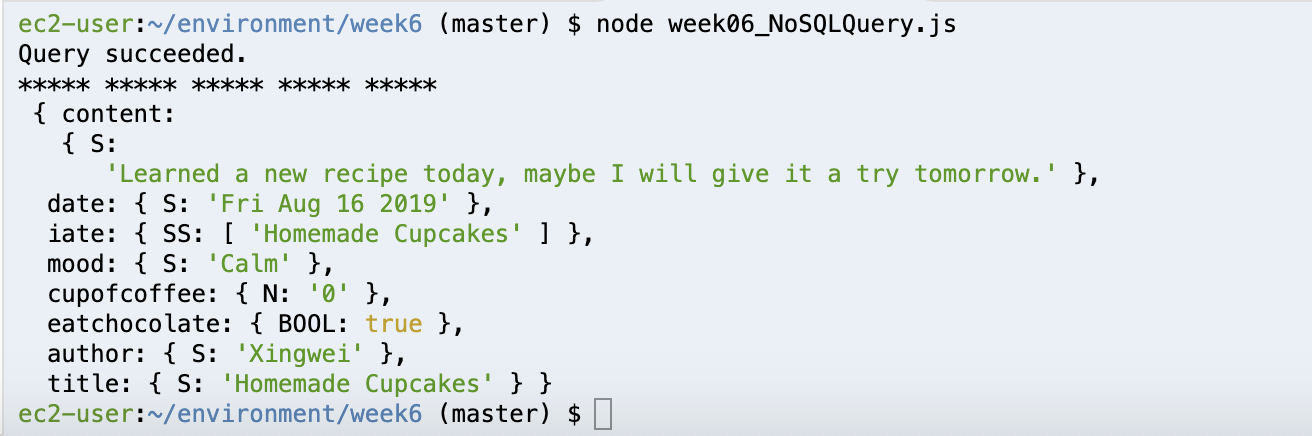 ec2-user:~/environment/week6 (master) $ node week06_NoSQLQuery.js
Query succeeded.
***** ***** ***** ***** *****
 { content:
   { S:
      'Learned a new recipe today, maybe I will give it a try tomorrow.' },
  date: { S: 'Fri Aug 16 2019' },
  iate: { SS: [ 'Homemade Cupcakes' ] },
  mood: { S: 'Calm' },
  cupofcoffee: { N: '0' },
  eatchocolate: { BOOL: true },
  author: { S: 'Xingwei' },
  title: { S: 'Homemade Cupcakes' } }
ec2-user:~/environment/week6 (master) $